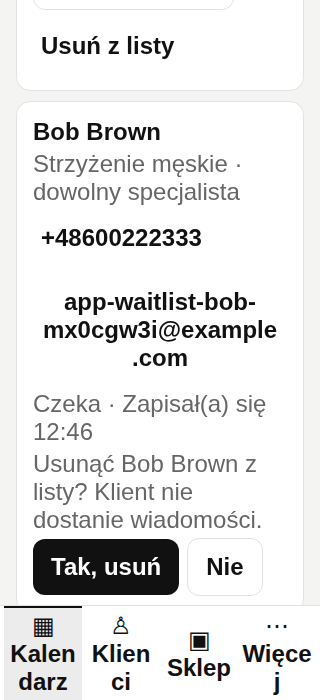 Usuń z listy
Bob Brown
Strzyżenie męskie ·
dowolny specjalista
+48600222333
app-waitlist-bob-
mx0cgw3i@example
.com
Czeka · Zapisał(a) się
12:46
Usunąć Bob Brown z
listy? Klient nie
dostanie wiadomości.
Tak, usuń
Nie
Kalen
darz
Klien
ci
Sklep
Więce
j